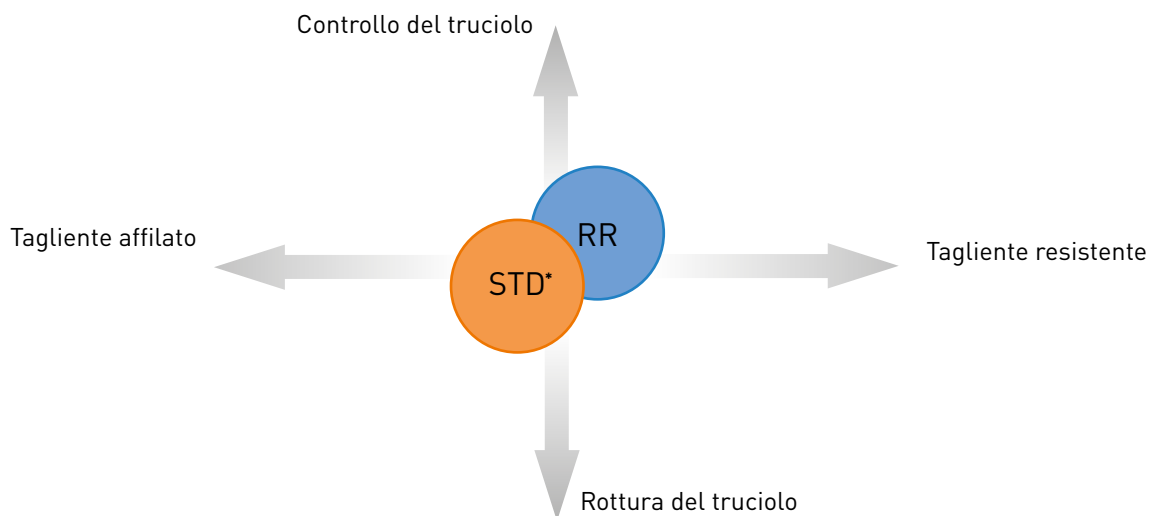 Controllo del truciolo
RR
Tagliente affilato
Tagliente resistente
STD*
Rottura del truciolo